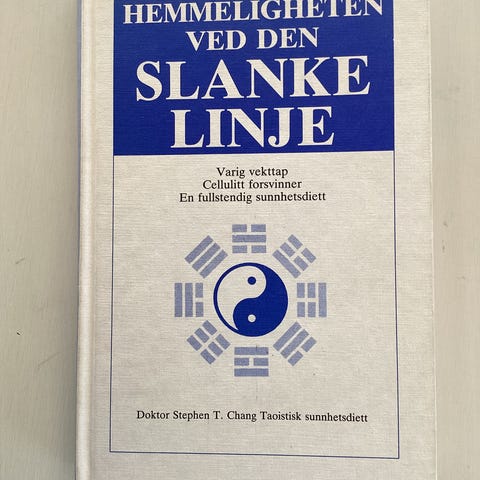 HEMMELIGHETEN
VED DEN
SLANKE
LINJE
Varig vekttap
Cellulitt forsvinner
En fullstendig sunnhetsdiett
Doktor Stephen T. Chang Taoistisk sunnhetsdiett